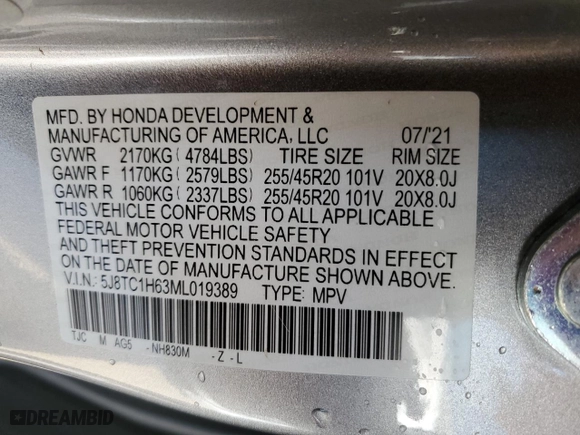 MFD. BY HONDA DEVELOPMENT &
MANUFACTURING OF AMERICA, LLC 07/'21
GVWR 2170KG ( 4784LBS) TIRE SIZE RIM SIZE
GAWR F 1170KG ( 2579LBS) 255/45R20 101V 20X8.0J
GAWR R 1060KG ( 2337LBS) 255/45R20 101V 20X8.0J
THIS VEHICLE CONFORMS TO ALL APPLICABLE
FEDERAL MOTOR VEHICLE SAFETY
AND THEFT PREVENTION STANDARDS IN EFFECT
ON THE DATE OF MANUFACTURE SHOWN ABOVE.
V.I.N.: 5J8TC1H63ML019389 TYPE: MPV
TJC M AG5 -NH830M -Z-L
DREAMBID